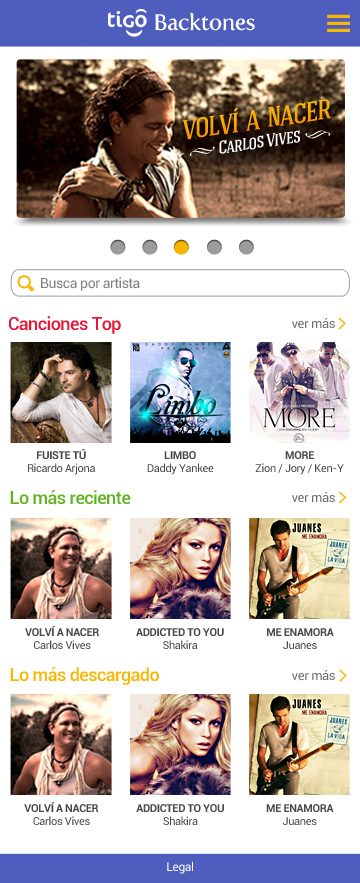 tigo Backtones
VOLVÍ A NACER
CARLOS VIVES
Busca por artista
Canciones Top
ver más
LIMBO
MORE
FUISTE TÚ
LIMBO
MORE
Ricardo Arjona
Daddy Yankee
Zion / Jory / Ken-Y
Lo más reciente
ver más
JUANES
ME ENAMORA
JUANES
LA VIDA
VOLVÍ A NACER
ADDICTED TO YOU
ME ENAMORA
Carlos Vives
Shakira
Juanes
Lo más descargado
ver más
JUANES
ME ENAMORA
JUANES
LA VIDA
VOLVÍ A NACER
ADDICTED TO YOU
ME ENAMORA
Carlos Vives
Shakira
Juanes
Legal